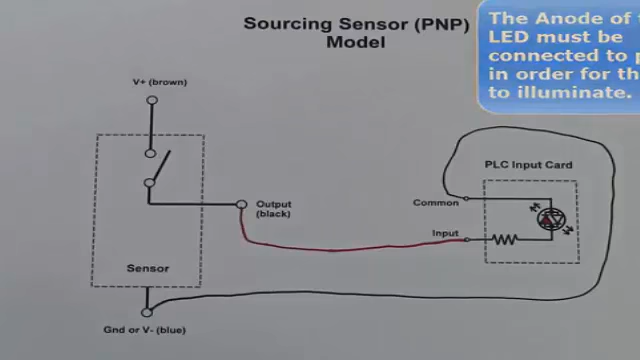 Sourcing Sensor (PNP)
Model
The Anode of
LED must be
connected to
in order for
to illuminate.
V+ (brown)
PLC Input Card
Output
(black)
Common
Input
Sensor
Gnd or V- (blue)